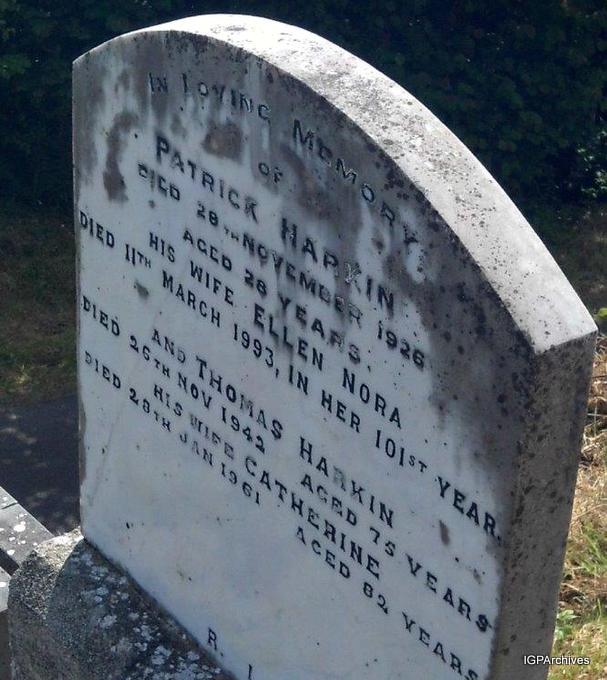 IN LOVING MEMORY
OF
PATRICK HARKIN
DIED 28TH NOVEMBER 1926
AGED 28 YEARS.
HIS WIFE ELLEN NORA
DIED 11TH MARCH 1993, IN HER 101ST YEAR.
AND THOMAS HARKIN
DIED 26TH NOV 1942 AGED 75 YEARS
HIS WIFE CATHERINE
DIED 28TH JAN 1961 AGED 82 YEARS
R. I
IGPArchives